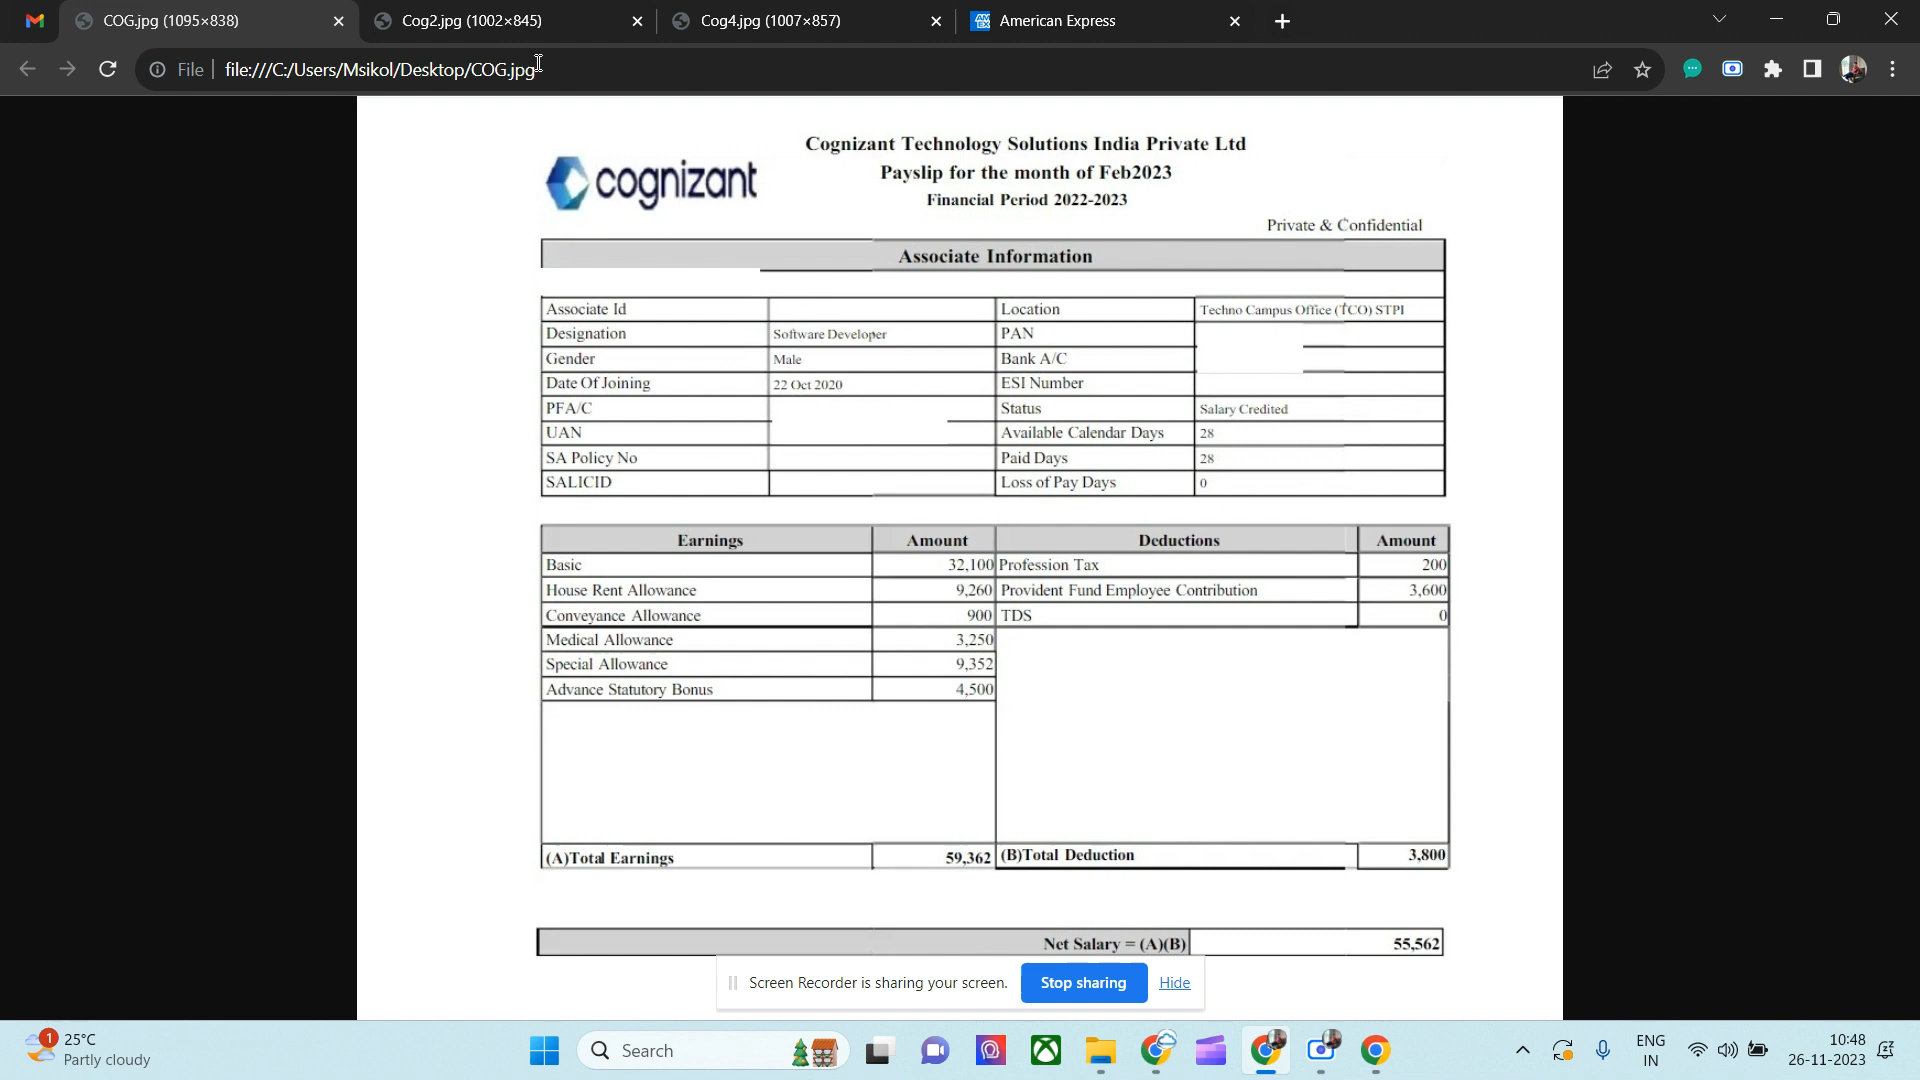 COG.jpg (1095×838)
Cog2.jpg (1002×845)
Cog4.jpg (1007×857)
American Express
File
file:///C:/Users/Msikol/Desktop/COG.jpg
cognizant
Cognizant Technology Solutions India Private Ltd
Payslip for the month of Feb2023
Financial Period 2022-2023
Private & Confidential
Associate Information
Associate Id Location Techno Campus Office (TCO) STPI
Designation Software Developer PAN
Gender Male Bank A/C
Date Of Joining 22 Oct 2020 ESI Number
PFA/C Status Salary Credited
UAN Available Calendar Days 28
SA Policy No Paid Days 28
SALICID Loss of Pay Days 0
Earnings Amount Deductions Amount
Basic 32,100 Profession Tax 200
House Rent Allowance 9,260 Provident Fund Employee Contribution 3,600
Conveyance Allowance 900 TDS 0
Medical Allowance 3,250
Special Allowance 9,352
Advance Statutory Bonus 4,500
(A)Total Earnings 59,362 (B)Total Deduction 3,800
Net Salary = (A)(B) 55,562
Screen Recorder is sharing your screen. Stop sharing Hide
1
25°C
Partly cloudy
Search
ENG
IN
10:48
26-11-2023